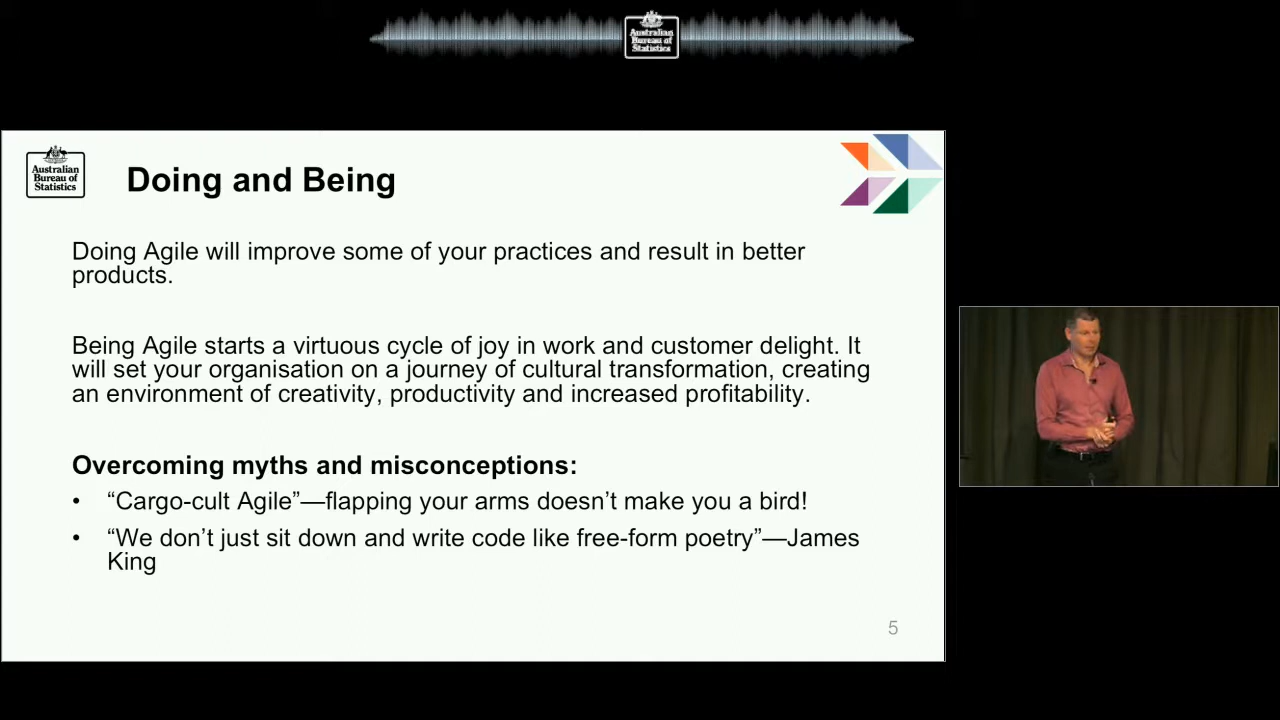 Australian
Bureau of
Statistics
Australian
Bureau of
Statistics
Doing and Being
Doing Agile will improve some of your practices and result in better
products.
Being Agile starts a virtuous cycle of joy in work and customer delight. It
will set your organisation on a journey of cultural transformation, creating
an environment of creativity, productivity and increased profitability.
Overcoming myths and misconceptions:
• “Cargo-cult Agile”—flapping your arms doesn’t make you a bird!
• “We don’t just sit down and write code like free-form poetry”—James
King
5